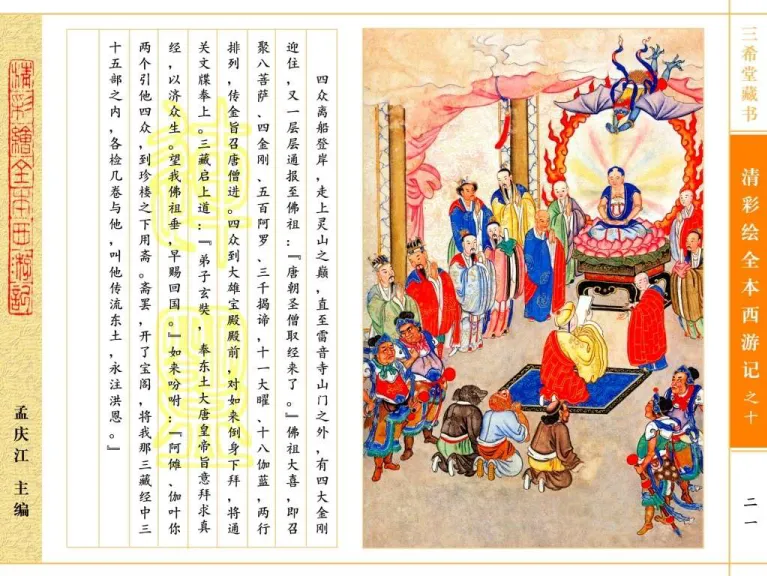 三希堂藏书
清彩绘全本西游记之十
二一
四众离船登岸，走上灵山之巅，直至雷音寺山门之外，有四大金刚
迎住，又一层层通报至佛祖：『唐朝圣僧取经来了。』佛祖大喜，即召
聚八菩萨、四金刚、五百阿罗、三千揭谛，十一大曜、十八伽蓝，两行
排列，传金旨召唐僧进。四众到大雄宝殿殿前，对如来倒身下拜，将通
关文牒奉上。三藏启上道：『弟子玄奘，奉东土大唐皇帝旨意拜求真
经，以济众生。望我佛祖垂，早赐回国。』如来吩咐：『阿傩、伽叶你
两个引他四众，到珍楼之下用斋。斋罢，开了宝阁，将我那三藏经中三
十五部之内，各检几卷与他，叫他传流东土，永注洪恩。』
精彩绘全本西游记
孟庆江 主编